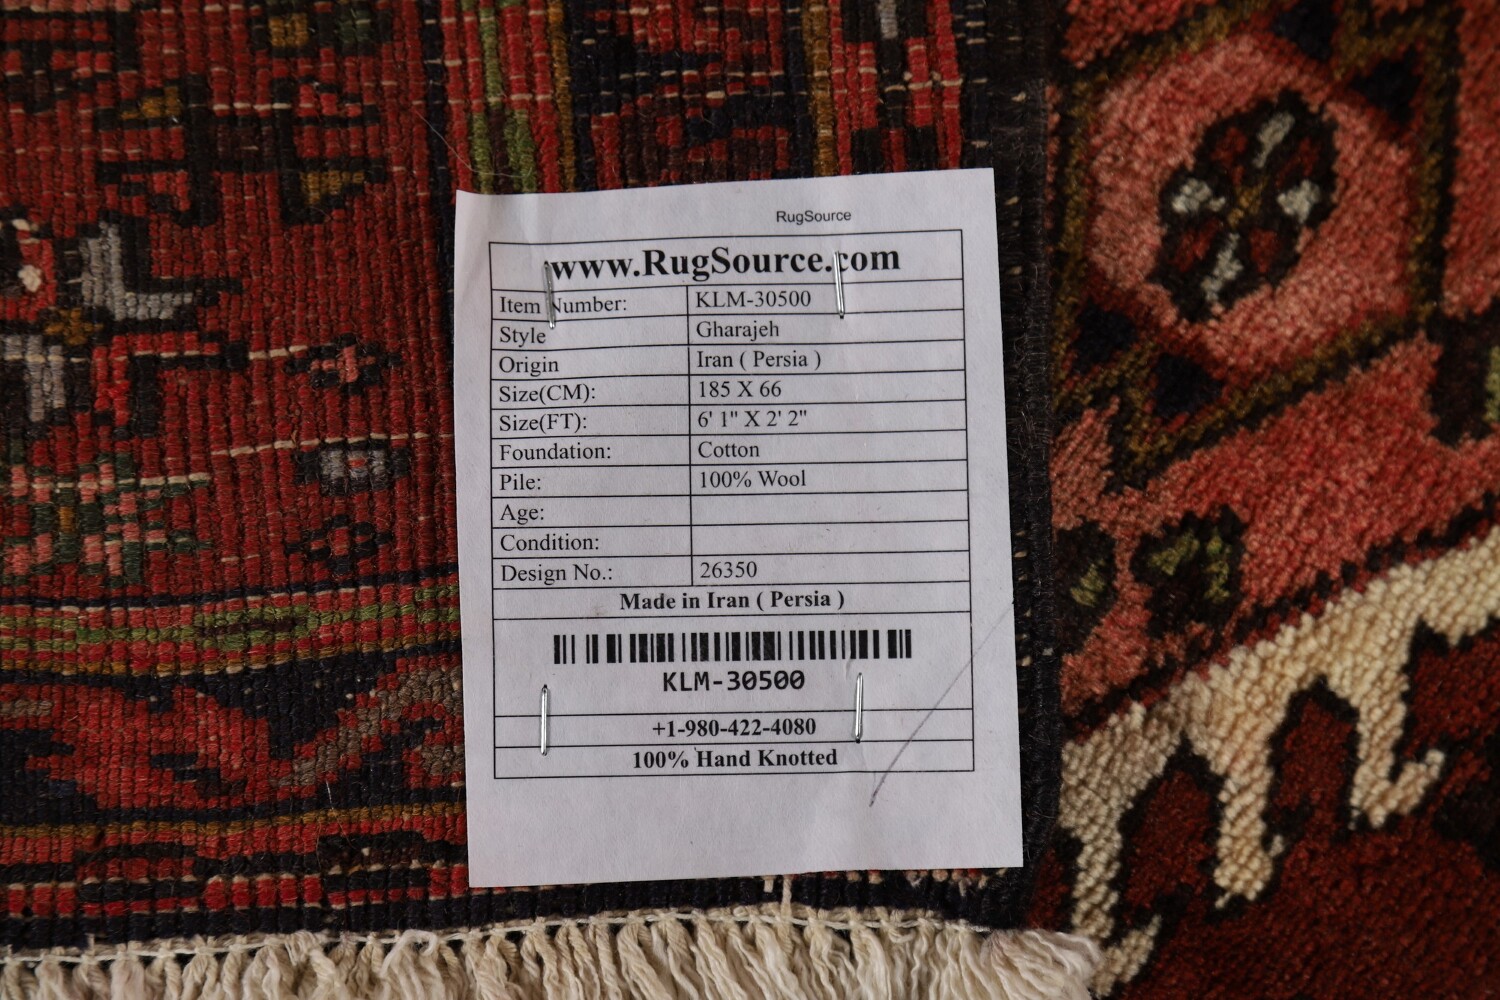 RugSource
www.RugSource.com
Item Number: KLM-30500
Style Gharajeh
Origin Iran ( Persia )
Size(CM): 185 X 66
Size(FT): 6' 1" X 2' 2"
Foundation: Cotton
Pile: 100% Wool
Age:
Condition:
Design No.: 26350
Made in Iran ( Persia )
KLM-30500
+1-980-422-4080
100% Hand Knotted